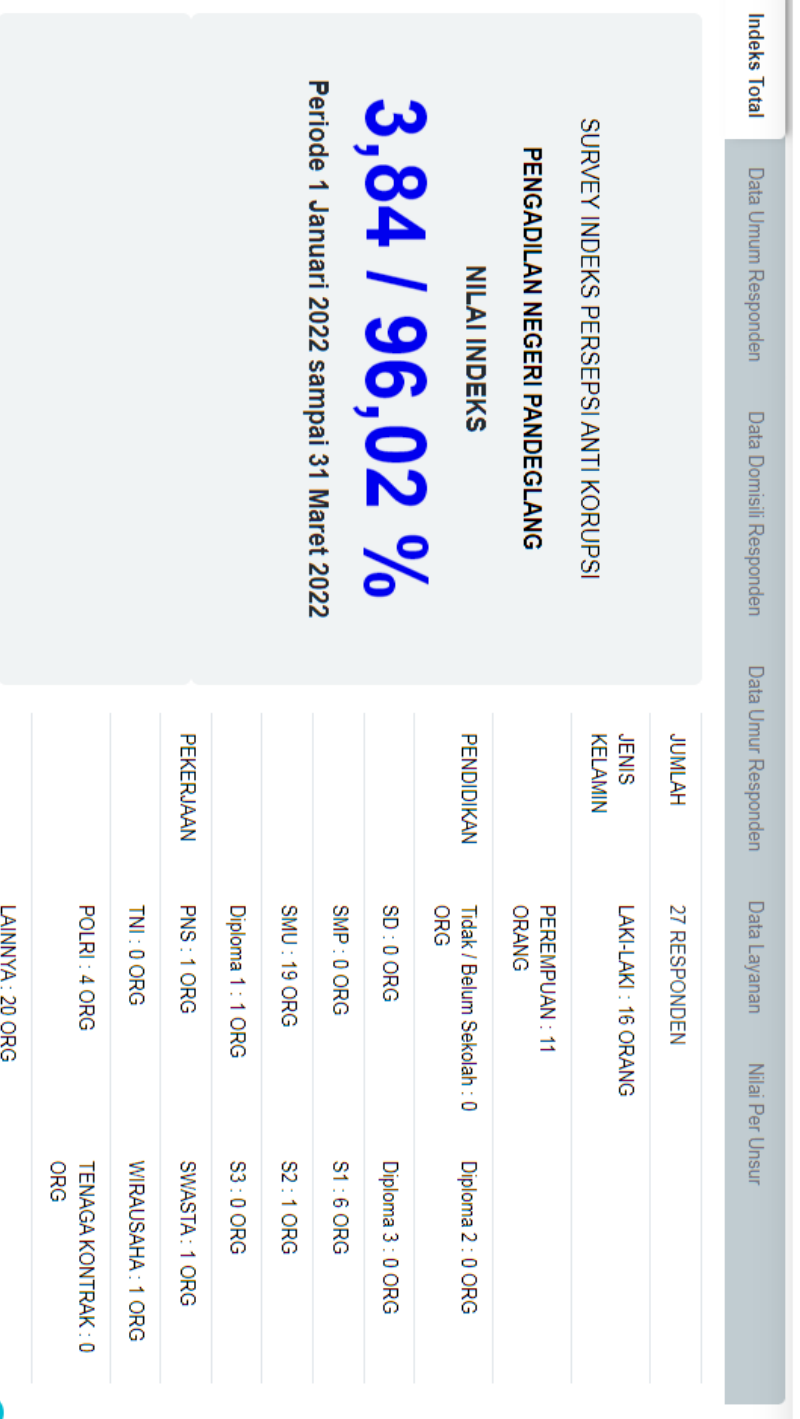 Indeks Total Data Umum Responden Data Domisili Responden Data Umur Responden Data Layanan Nilai Per Unsur
SURVEY INDEKS PERSEPSI ANTI KORUPSI
PENGADILAN NEGERI PANDEGLANG
NILAI INDEKS
3,84 / 96,02 %
Periode 1 Januari 2022 sampai 31 Maret 2022
JUMLAH 27 RESPONDEN
JENIS
KELAMIN
LAKI-LAKI : 16 ORANG
PEREMPUAN : 11
ORANG
PENDIDIKAN
Tidak / Belum Sekolah : 0
ORG
Diploma 2 : 0 ORG
SD : 0 ORG Diploma 3 : 0 ORG
SMP : 0 ORG S1 : 6 ORG
SMU : 19 ORG S2 : 1 ORG
Diploma 1 : 1 ORG S3 : 0 ORG
PEKERJAAN PNS : 1 ORG SWASTA : 1 ORG
TNI : 0 ORG WIRAUSAHA : 1 ORG
POLRI : 4 ORG
TENAGA KONTRAK : 0
ORG
LAINNYA : 20 ORG